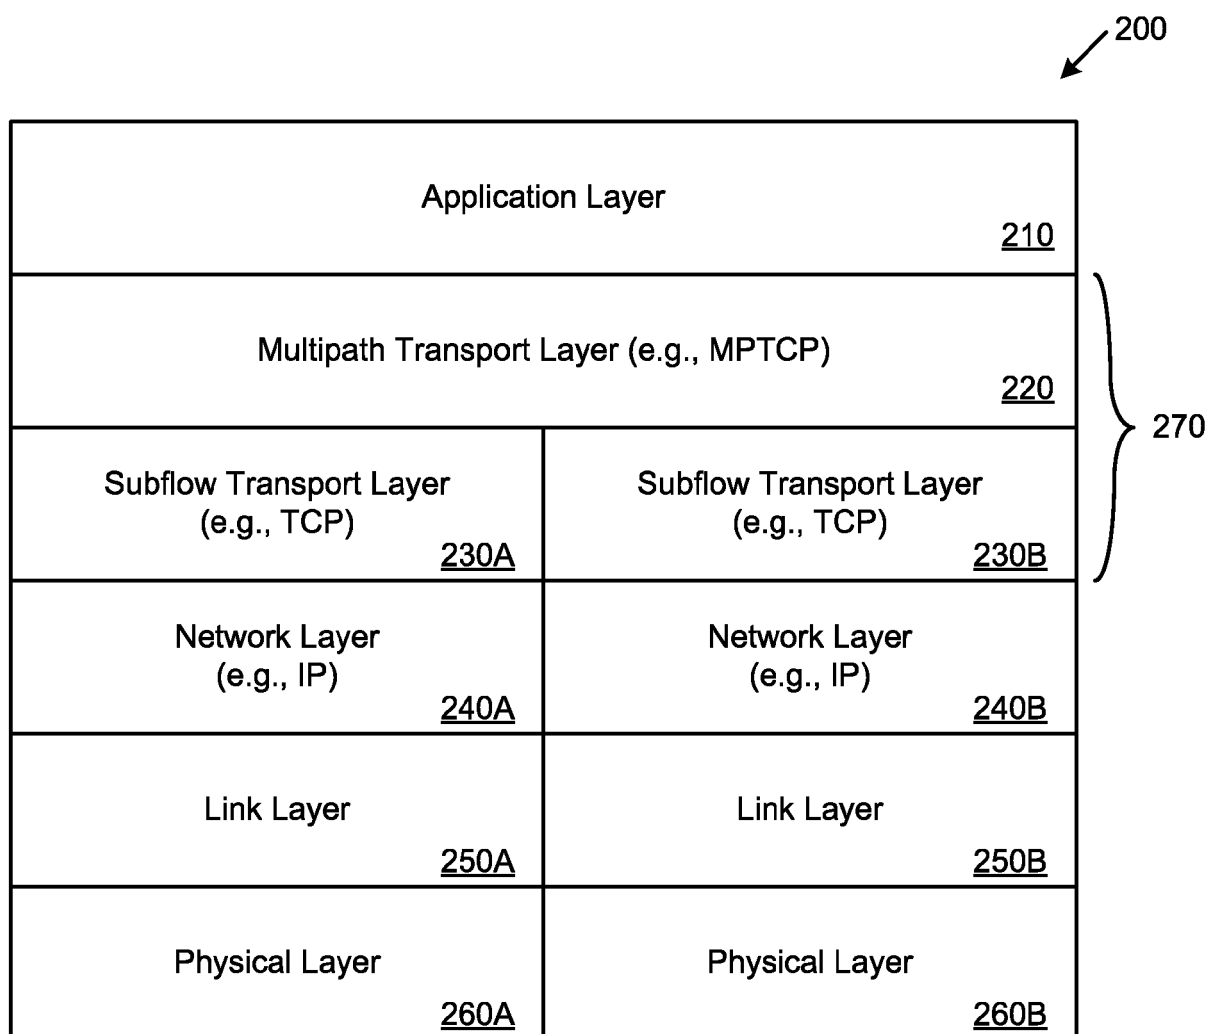 200
Application Layer
210
Multipath Transport Layer (e.g., MPTCP)
220
270
Subflow Transport Layer
(e.g., TCP)
230A
Subflow Transport Layer
(e.g., TCP)
230B
Network Layer
(e.g., IP)
240A
Network Layer
(e.g., IP)
240B
Link Layer
250A
Link Layer
250B
Physical Layer
260A
Physical Layer
260B